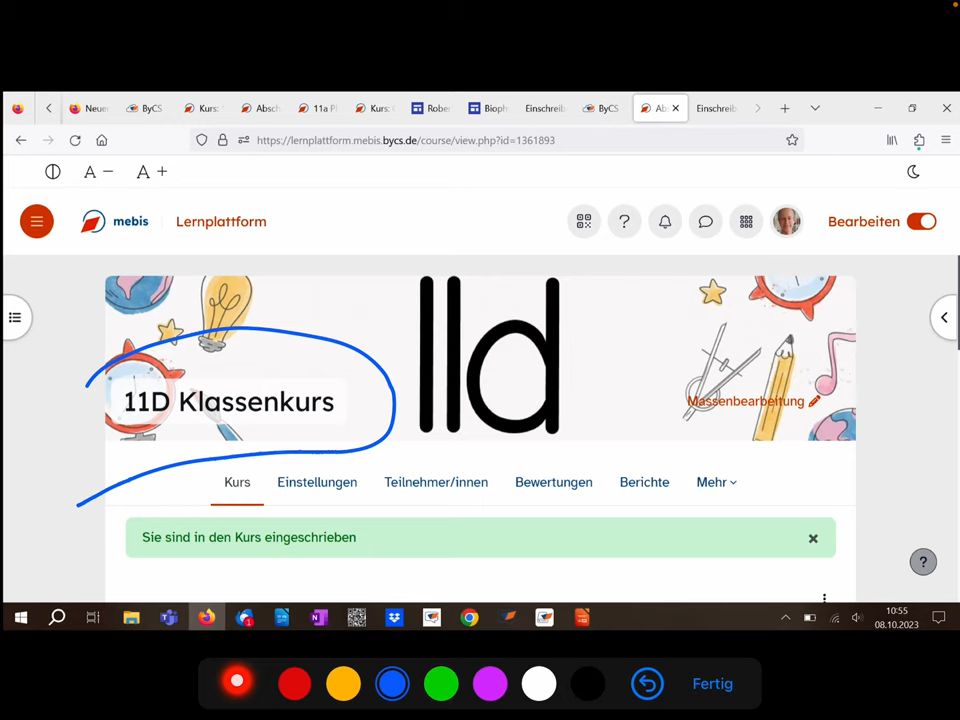 Neuer
ByCS
Kurs:
Absch
11a P
Kurs:
Rober
Bioph
Einschreib
ByCS
Einschreib
https://lernplattform.mebis.bycs.de/course/view.php?id=1361893
A − A +
mebis Lernplattform
Bearbeiten
11d
11D Klassenkurs
Massenbearbeitung
Kurs Einstellungen Teilnehmer/innen Bewertungen Berichte Mehr
Sie sind in den Kurs eingeschrieben
10:55
08.10.2023
Fertig